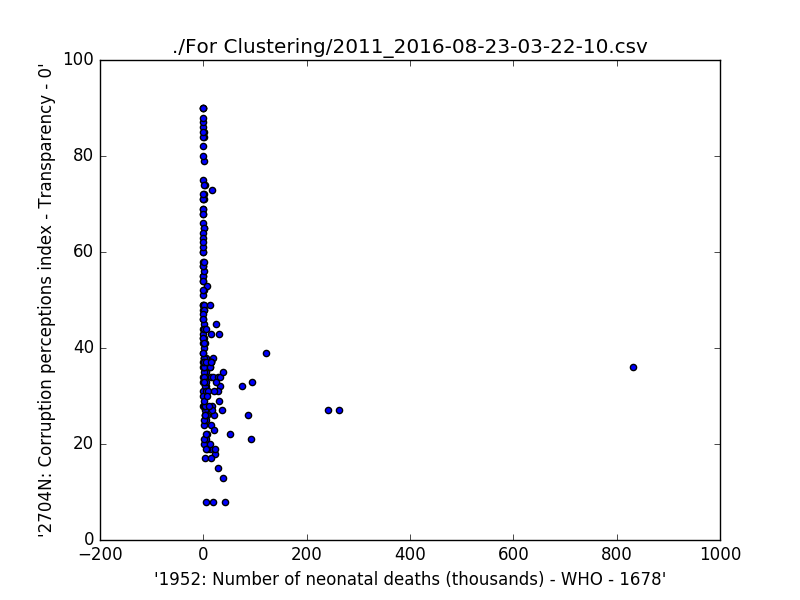 ./For Clustering/2011_2016-08-23-03-22-10.csv
100
80
60
40
20
0
'2704N: Corruption perceptions index - Transparency - 0'
−200 0 200 400 600 800 1000
'1952: Number of neonatal deaths (thousands) - WHO - 1678'